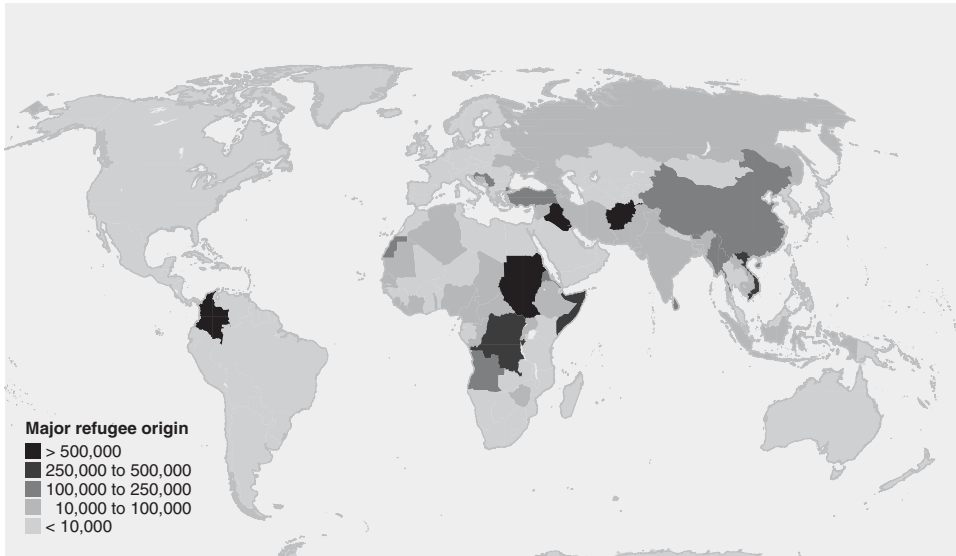 Major refugee origin
> 500,000
250,000 to 500,000
100,000 to 250,000
10,000 to 100,000
< 10,000